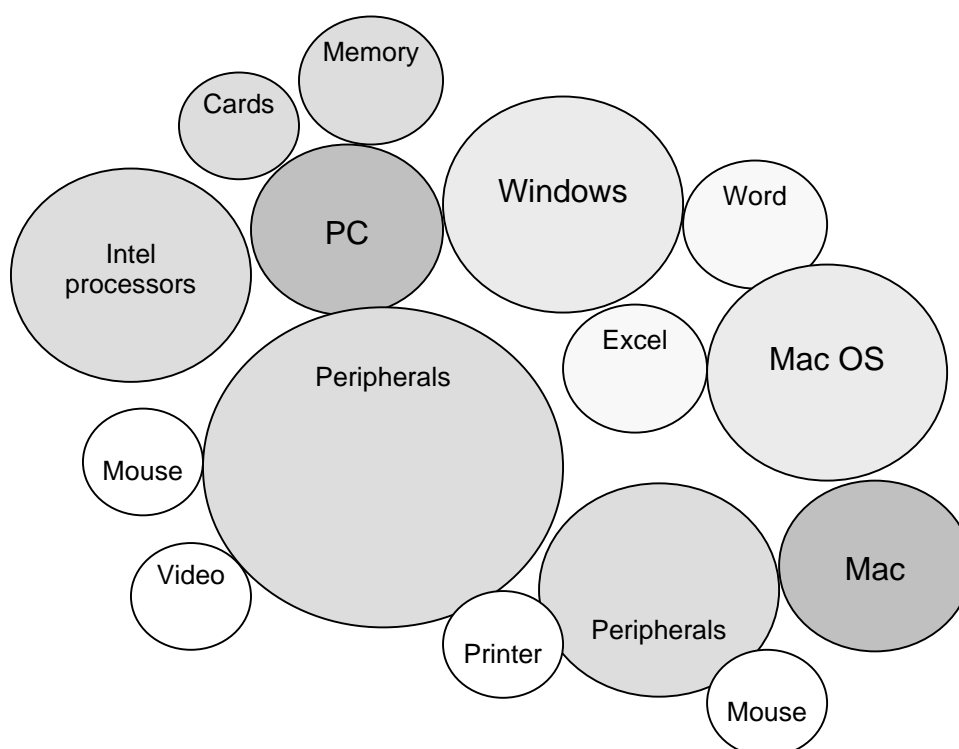 Memory
Cards
Windows
Word
PC
Intel
processors
Excel
Mac OS
Peripherals
Mouse
Video
Mac
Peripherals
Printer
Mouse